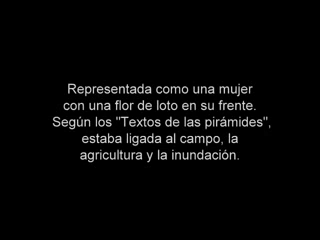 Representada como una mujer
con una flor de loto en su frente.
Según los "Textos de las pirámides",
estaba ligada al campo, la
agricultura y la inundación.